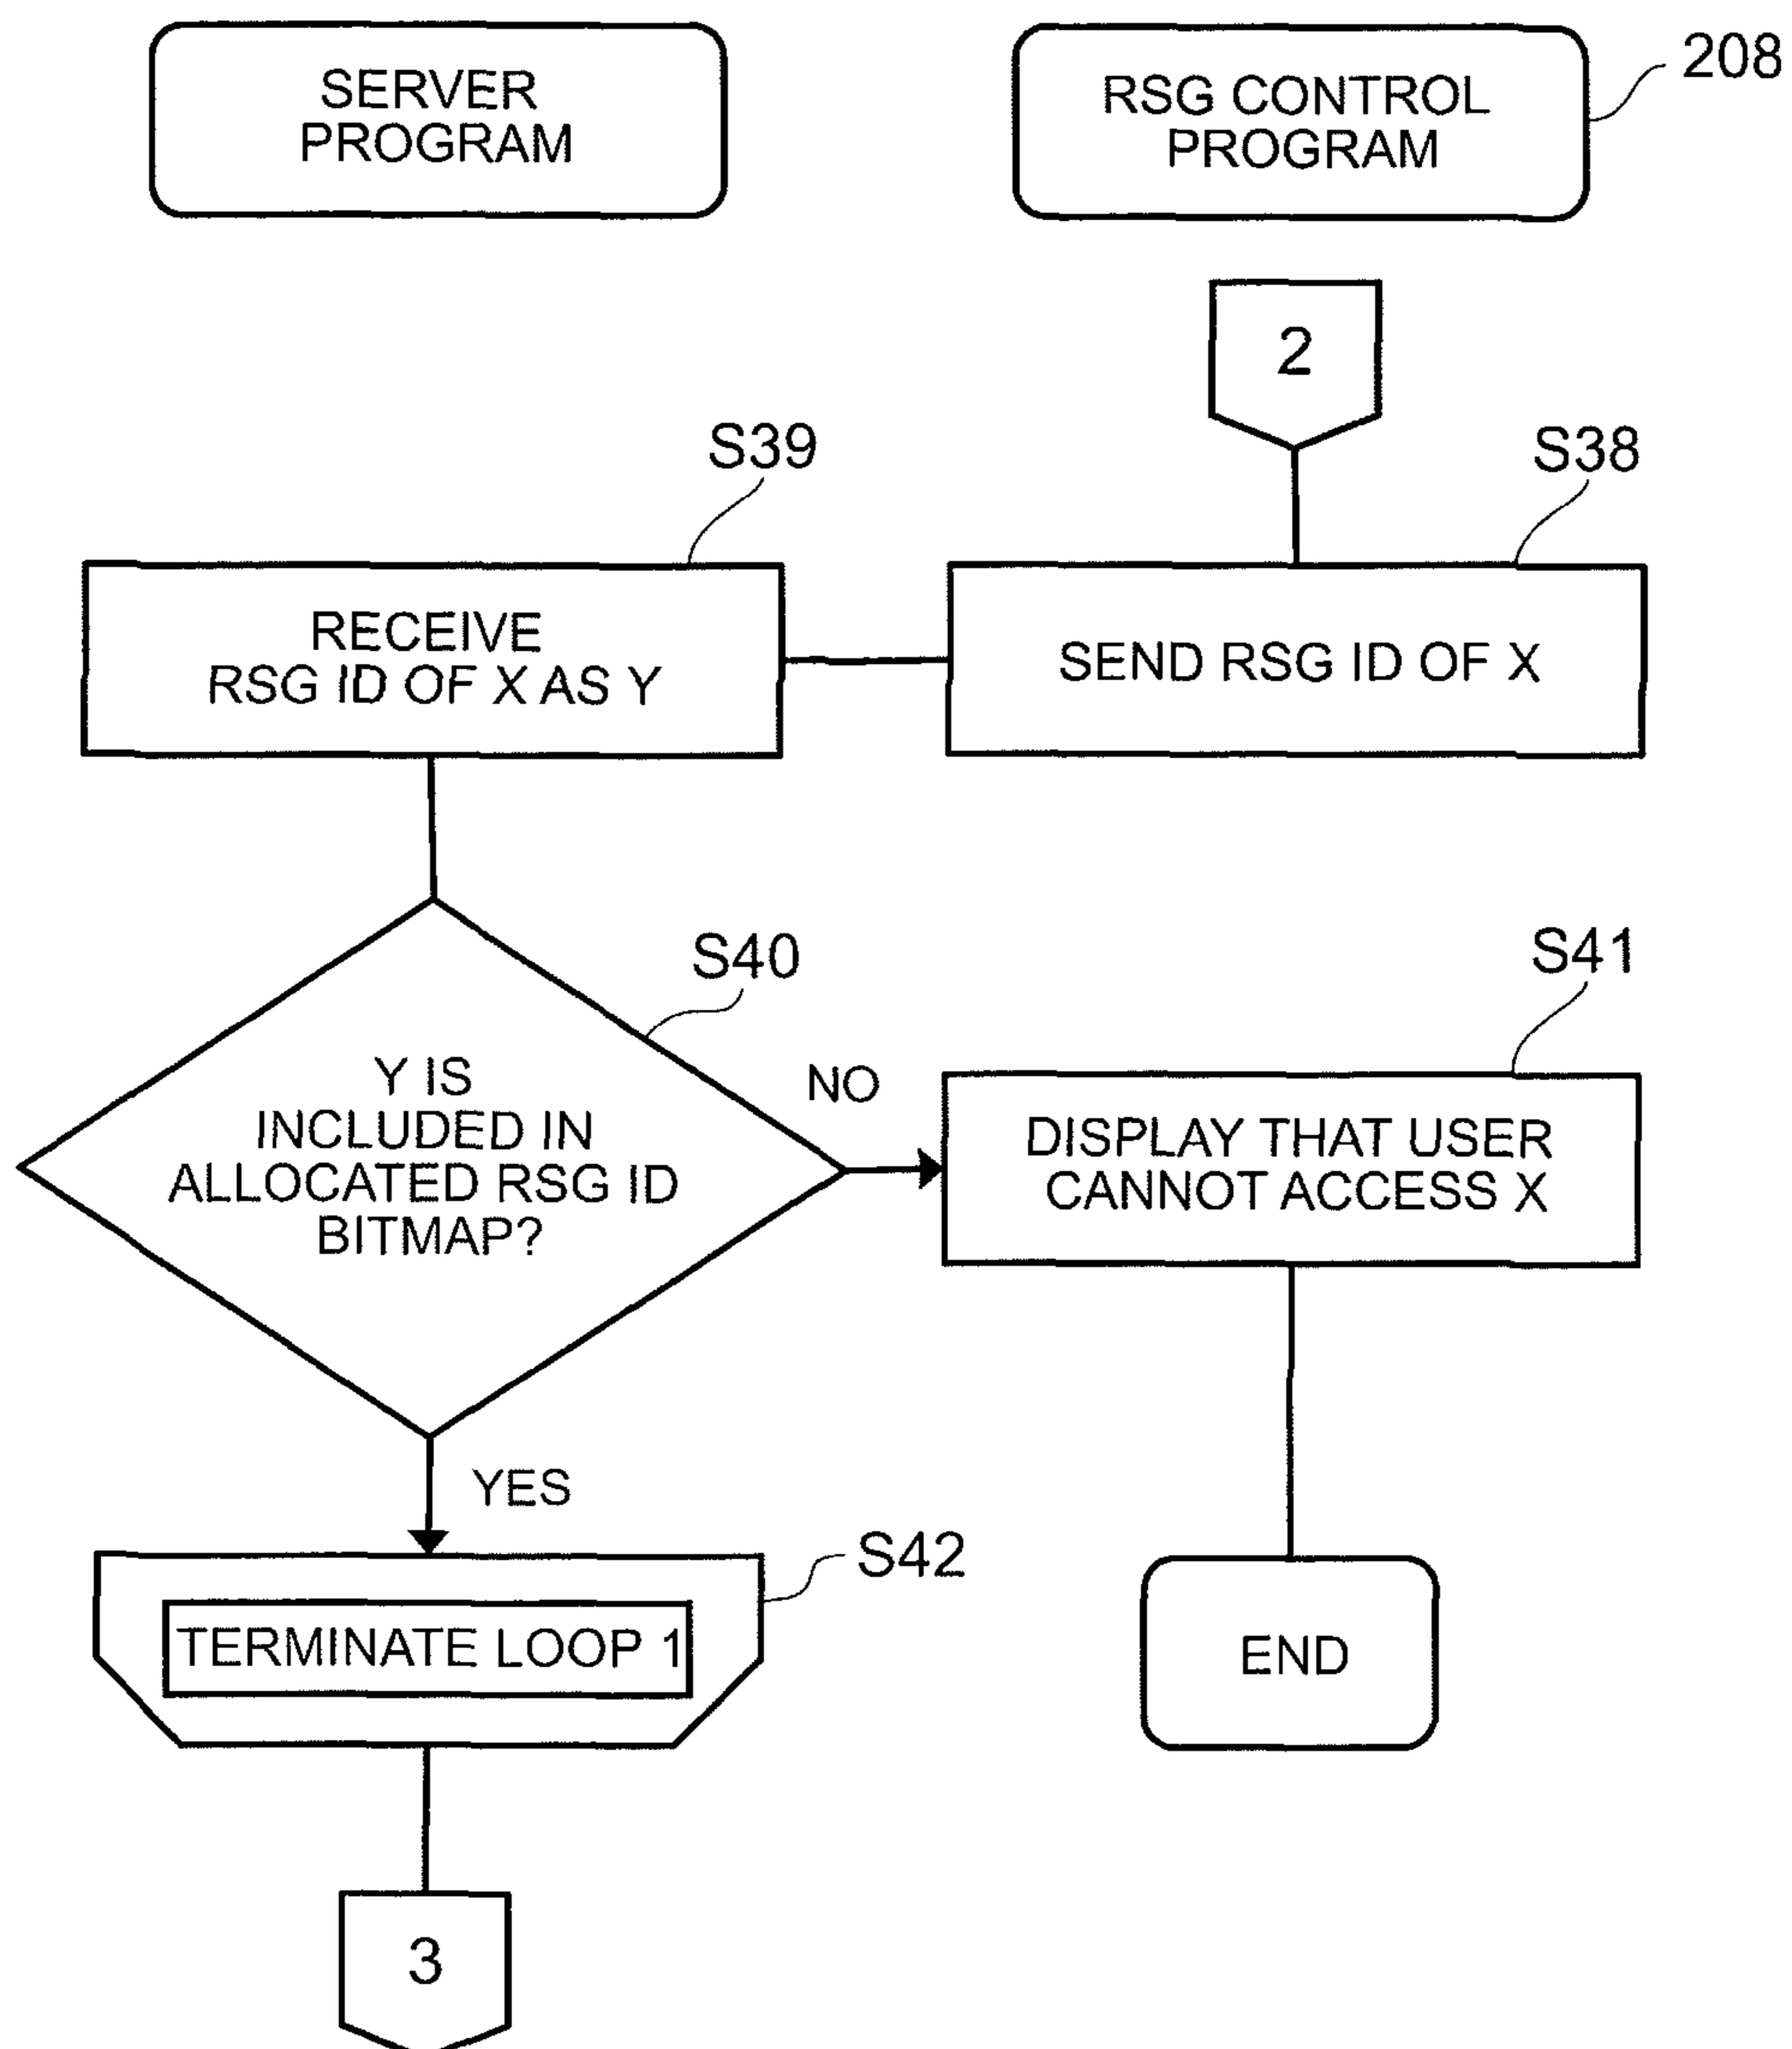 SERVER
PROGRAM
RSG CONTROL
PROGRAM
208
2
S39
S38
RECEIVE
RSG ID OF X AS Y
SEND RSG ID OF X
S40
S41
Y IS
INCLUDED IN
ALLOCATED RSG ID
BITMAP?
NO
DISPLAY THAT USER
CANNOT ACCESS X
YES
S42
TERMINATE LOOP 1
END
3